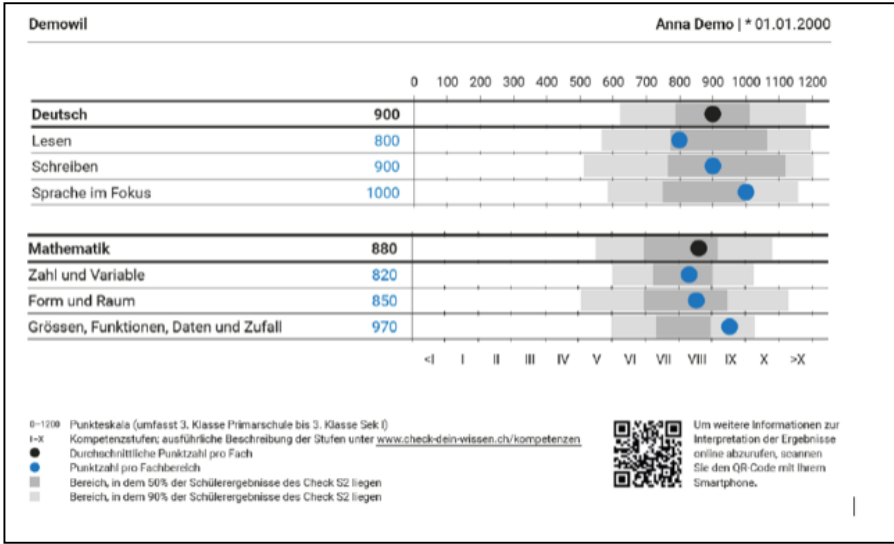 Demowil Anna Demo | * 01.01.2000
0 100 200 300 400 500 600 700 800 900 1000 1100 1200
Deutsch 900
Lesen 800
Schreiben 900
Sprache im Fokus 1000
Mathematik 880
Zahl und Variable 820
Form und Raum 850
Grössen, Funktionen, Daten und Zufall 970
<I I II III IV V VI VII VIII IX X >X
0–1200 Punkteskala (umfasst 3. Klasse Primarschule bis 3. Klasse Sek I)
I–X Kompetenzstufen; ausführliche Beschreibung der Stufen unter www.check-dein-wissen.ch/kompetenzen
Durchschnittliche Punktzahl pro Fach
Punktzahl pro Fachbereich
Bereich, in dem 50% der Schülerergebnisse des Check S2 liegen
Bereich, in dem 90% der Schülerergebnisse des Check S2 liegen
Um weitere Informationen zur
Interpretation der Ergebnisse
online abzurufen, scannen
Sie den QR-Code mit Ihrem
Smartphone.